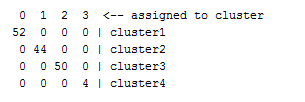 0 1 2 3 <-- assigned to cluster
52 0 0 0 | cluster1
0 44 0 0 | cluster2
0 0 50 0 | cluster3
0 0 0 4 | cluster4